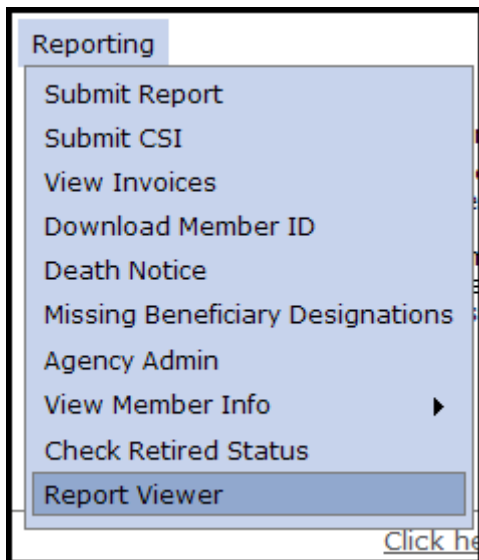 Reporting
Submit Report
Submit CSI
View Invoices
Download Member ID
Death Notice
Missing Beneficiary Designations
Agency Admin
View Member Info
Check Retired Status
Report Viewer
Click